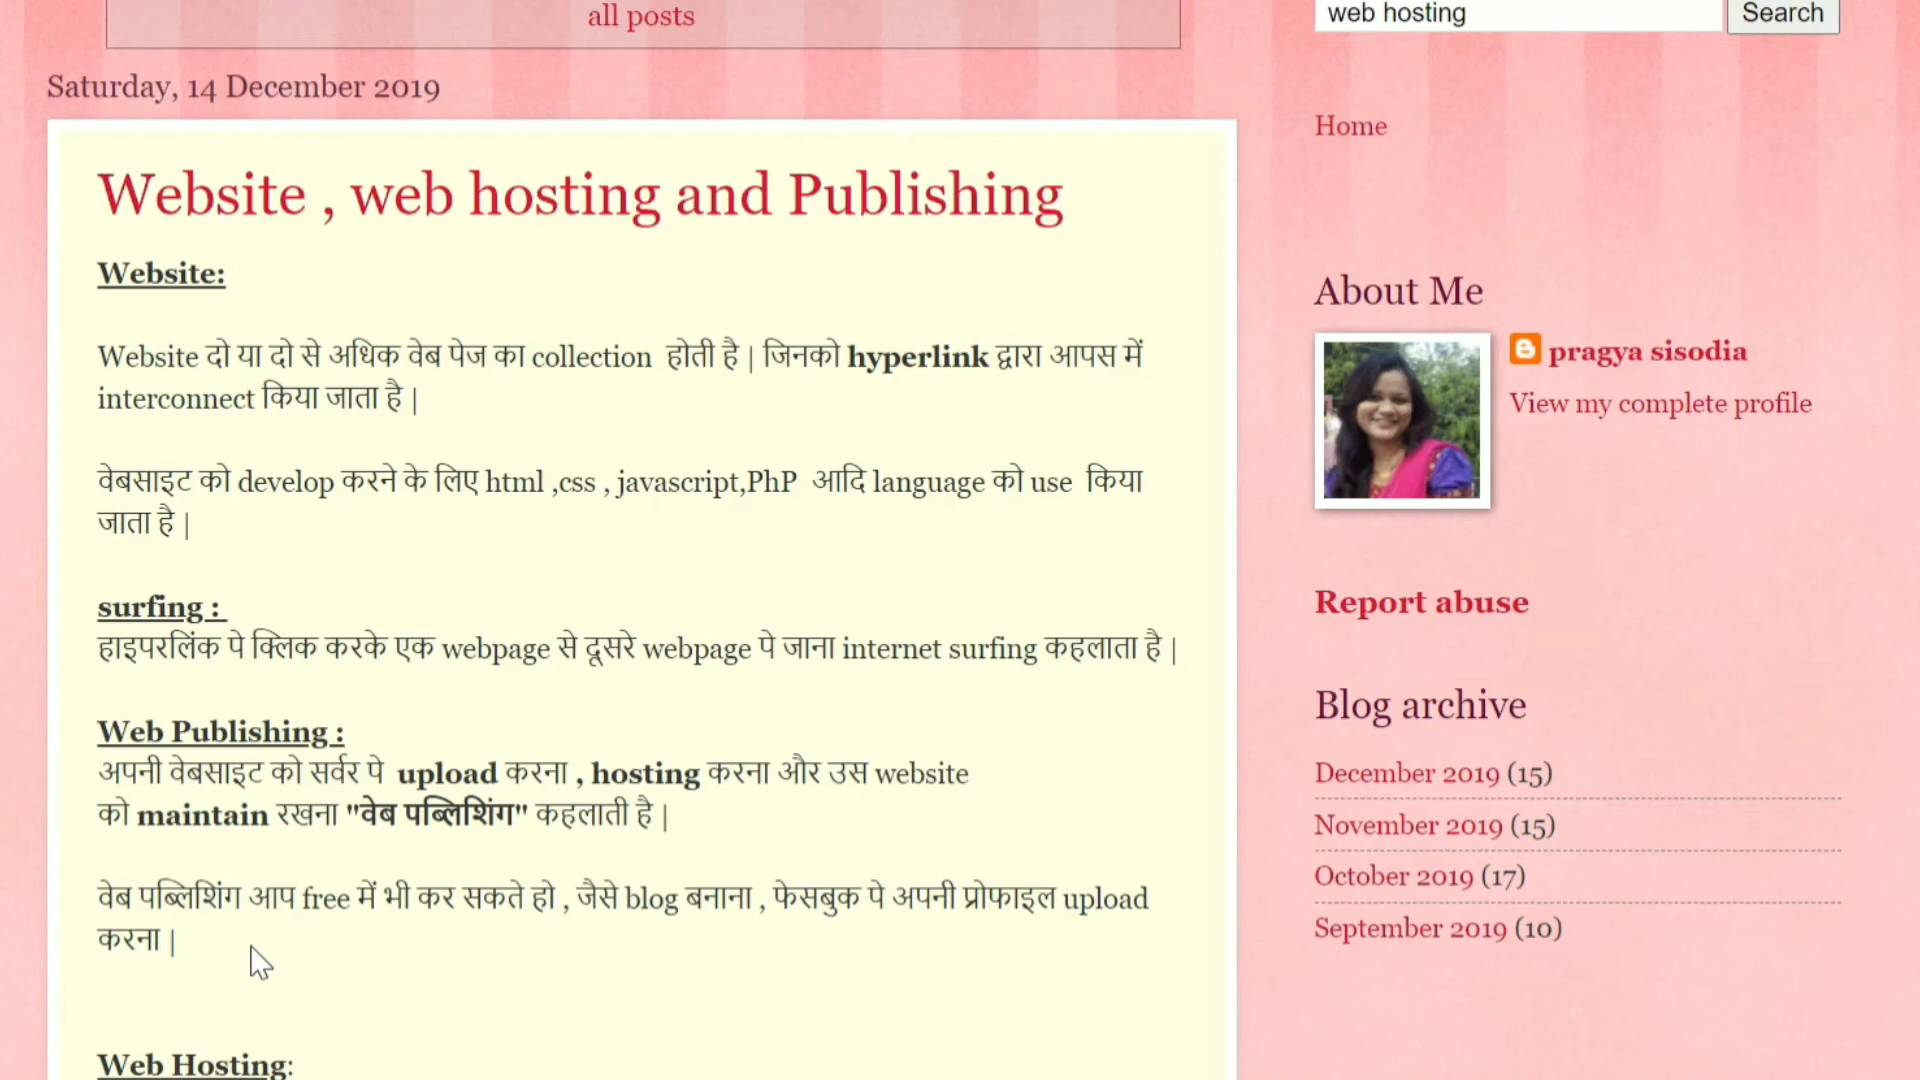 all posts
web hosting
Search
Saturday, 14 December 2019
Home
Website , web hosting and Publishing
Website:
Website दो या दो से अधिक वेब पेज का collection होती है | जिनको hyperlink द्वारा आपस में
interconnect किया जाता है |
वेबसाइट को develop करने के लिए html ,css , javascript,PhP आदि language को use किया
जाता है |
surfing :
हाइपरलिंक पे क्लिक करके एक webpage से दूसरे webpage पे जाना internet surfing कहलाता है |
Web Publishing :
अपनी वेबसाइट को सर्वर पे upload करना , hosting करना और उस website
को maintain रखना "वेब पब्लिशिंग" कहलाती है |
वेब पब्लिशिंग आप free में भी कर सकते हो , जैसे blog बनाना , फेसबुक पे अपनी प्रोफाइल upload
करना |
Web Hosting:
About Me
pragya sisodia
View my complete profile
Report abuse
Blog archive
December 2019 (15)
November 2019 (15)
October 2019 (17)
September 2019 (10)